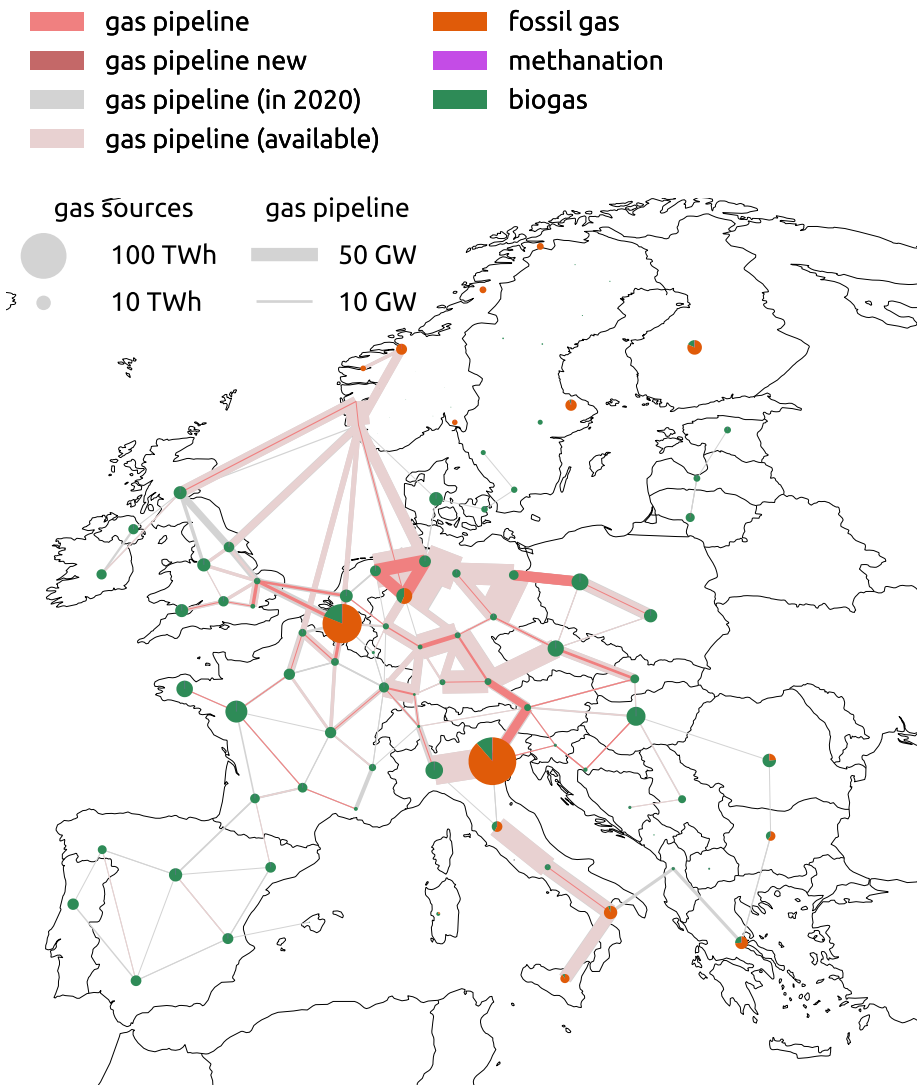 gas pipeline
gas pipeline new
gas pipeline (in 2020)
gas pipeline (available)
fossil gas
methanation
biogas
gas sources
100 TWh
10 TWh
gas pipeline
50 GW
10 GW